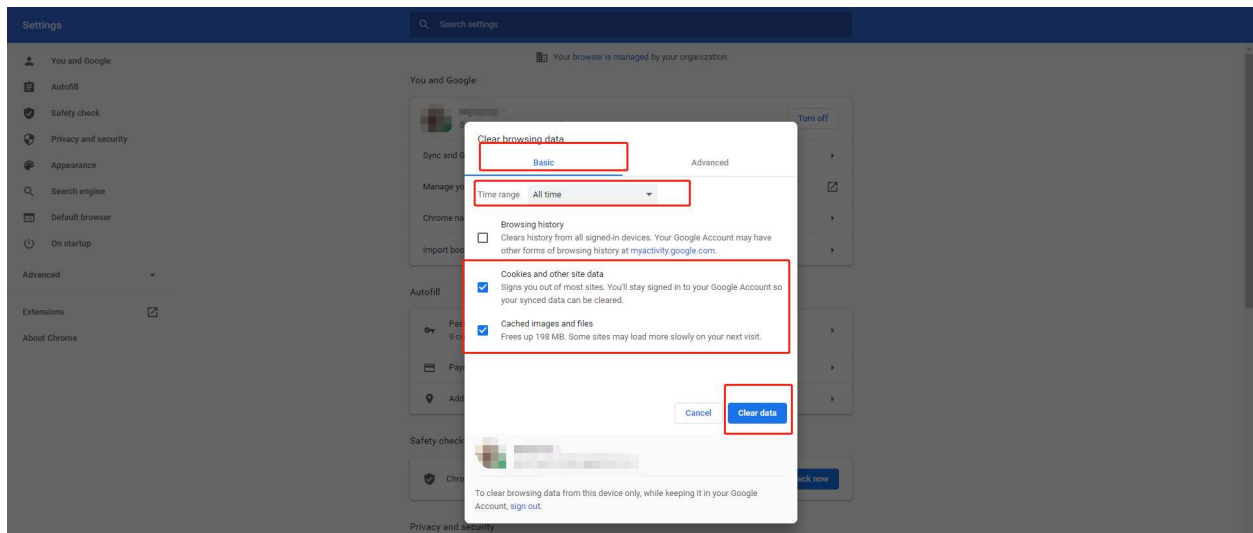 Settings
Search settings
Your browser is managed by your organization
You and Google
Autofill
Safety check
Privacy and security
Appearance
Search engine
Default browser
On startup
Advanced
Extensions
About Chrome
You and Google
Turn off
Sync and G
Manage yo
Chrome na
Import boo
Autofill
Pas
9 co
Pay
Add
Safety check
Chro
eck now
Privacy and security
Clear browsing data
Basic
Advanced
Time range All time
Browsing history
Clears history from all signed-in devices. Your Google Account may have
other forms of browsing history at myactivity.google.com.
Cookies and other site data
Signs you out of most sites. You'll stay signed in to your Google Account so
your synced data can be cleared.
Cached images and files
Frees up 198 MB. Some sites may load more slowly on your next visit.
Cancel
Clear data
To clear browsing data from this device only, while keeping it in your Google
Account, sign out.